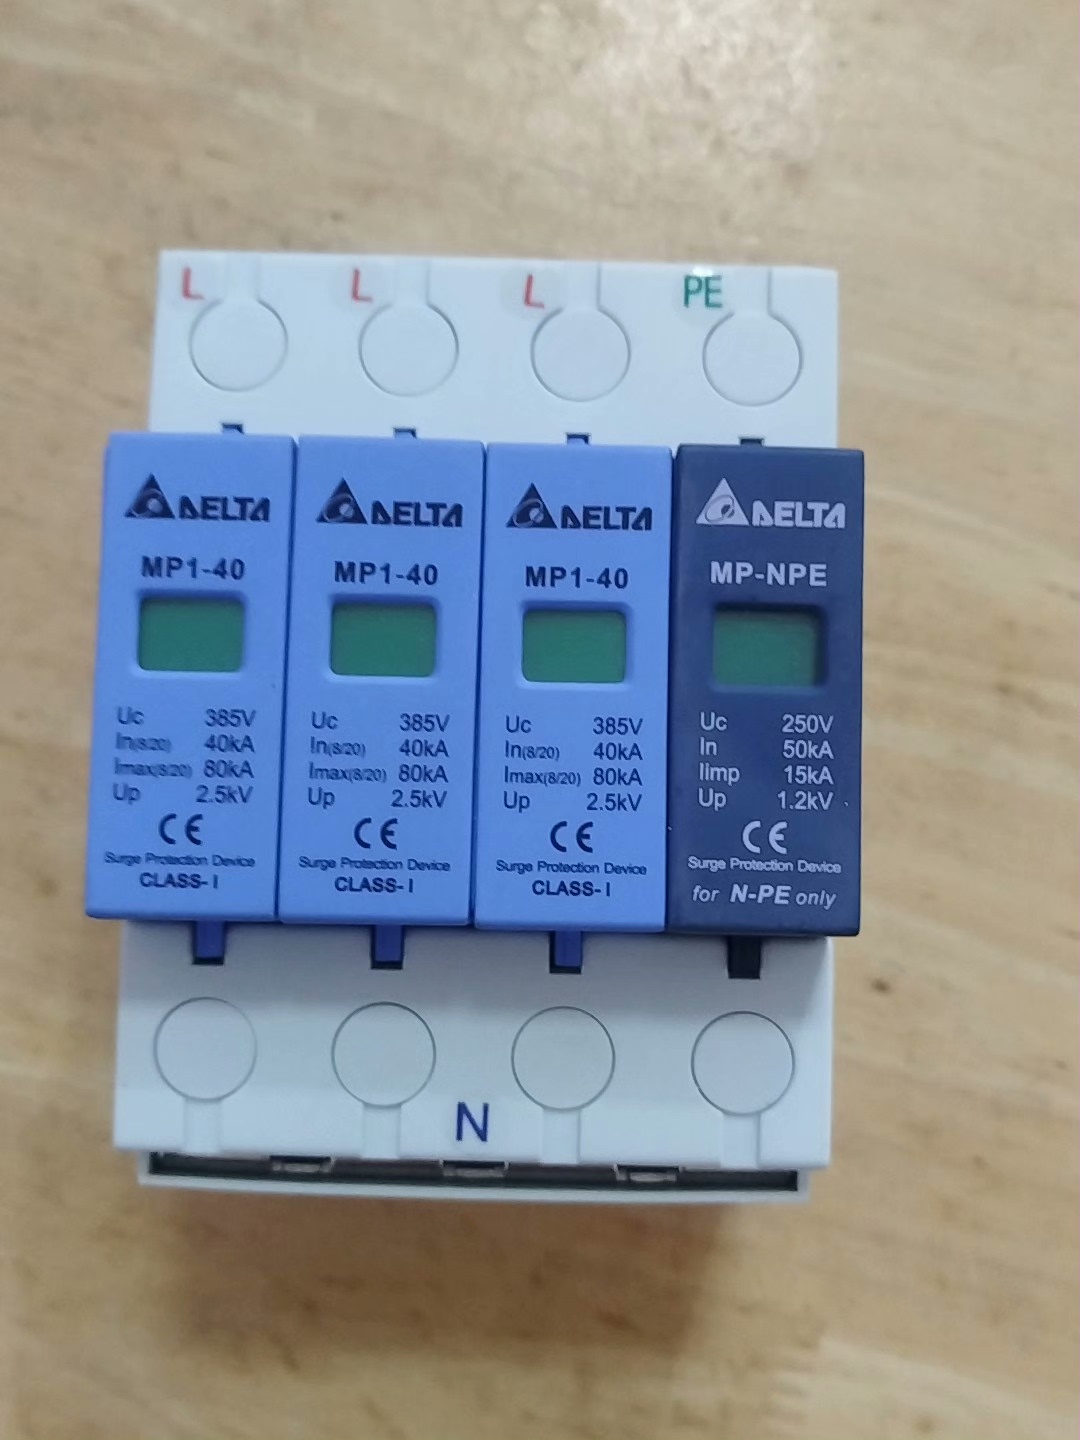 L L L PE
DELTA
MP1-40
Uc 385V
In(8/20) 40kA
Imax(8/20) 80kA
Up 2.5kV
CE
Surge Protection Device
CLASS-I
DELTA
MP1-40
Uc 385V
In(8/20) 40kA
Imax(8/20) 80kA
Up 2.5kV
CE
Surge Protection Device
CLASS-I
DELTA
MP1-40
Uc 385V
In(8/20) 40kA
Imax(8/20) 80kA
Up 2.5kV
CE
Surge Protection Device
CLASS-I
DELTA
MP-NPE
Uc 250V
In 50kA
Iimp 15kA
Up 1.2kV
CE
Surge Protection Device
for N-PE only
N